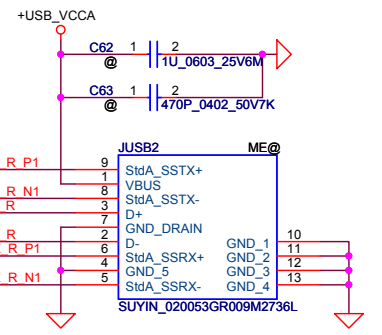 +USB_VCCA
C62 1 2
@ 1U_0603_25V6M
C63 1 2
@ 470P_0402_50V7K
JUSB2 ME@
R_P1 9 StdA_SSTX+
1 VBUS
R_N1 8 StdA_SSTX-
R 3 D+
7 GND_DRAIN
R 2 D- GND_1 10
R_P1 6 StdA_SSRX+ GND_2 11
4 GND_5 GND_3 12
R_N1 5 StdA_SSRX- GND_4 13
SUYIN_020053GR009M2736L